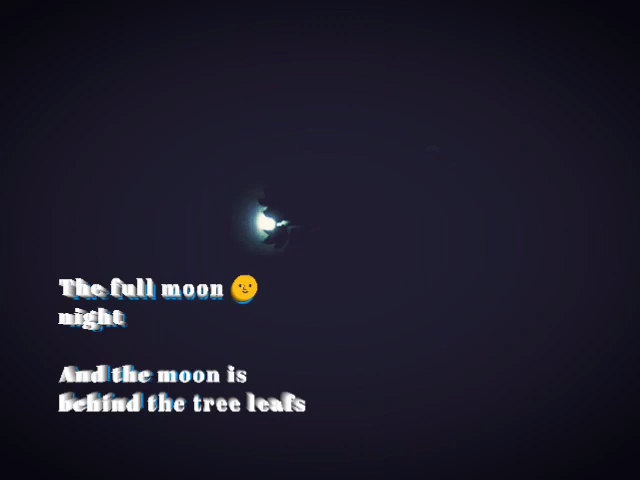 The full moon 🌝
night
And the moon is
behind the tree leafs